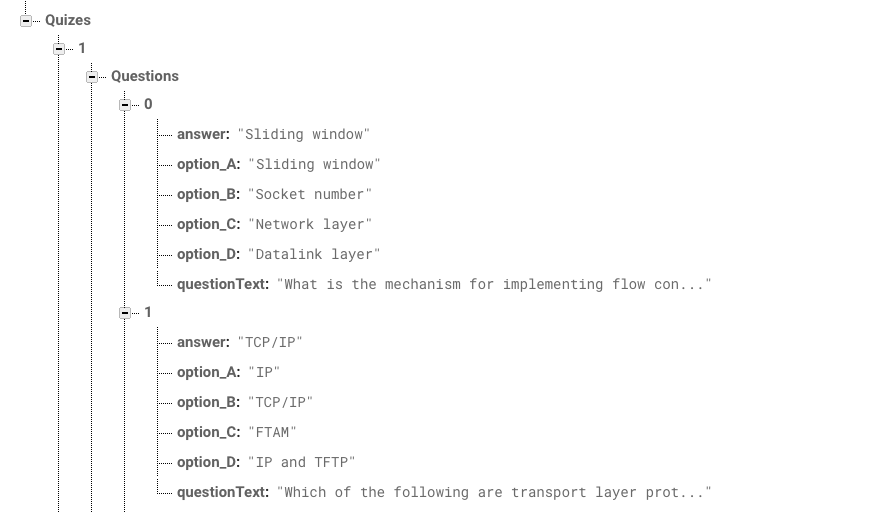 Quizes
1
Questions
0
answer: "Sliding window"
option_A: "Sliding window"
option_B: "Socket number"
option_C: "Network layer"
option_D: "Datalink layer"
questionText: "What is the mechanism for implementing flow con..."
1
answer: "TCP/IP"
option_A: "IP"
option_B: "TCP/IP"
option_C: "FTAM"
option_D: "IP and TFTP"
questionText: "Which of the following are transport layer prot..."